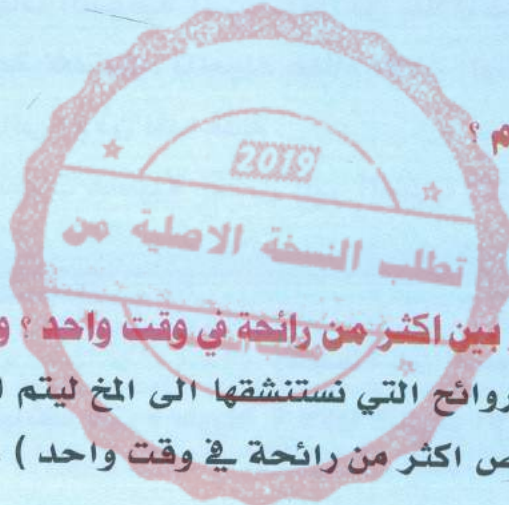 م ؟
2019
تطلب النسخة الاصلية من
بين اكثر من رائحة في وقت واحد ؟ و
روائح التي نستنشقها الى المخ ليتم ا
ص اكثر من رائحة في وقت واحد ) .